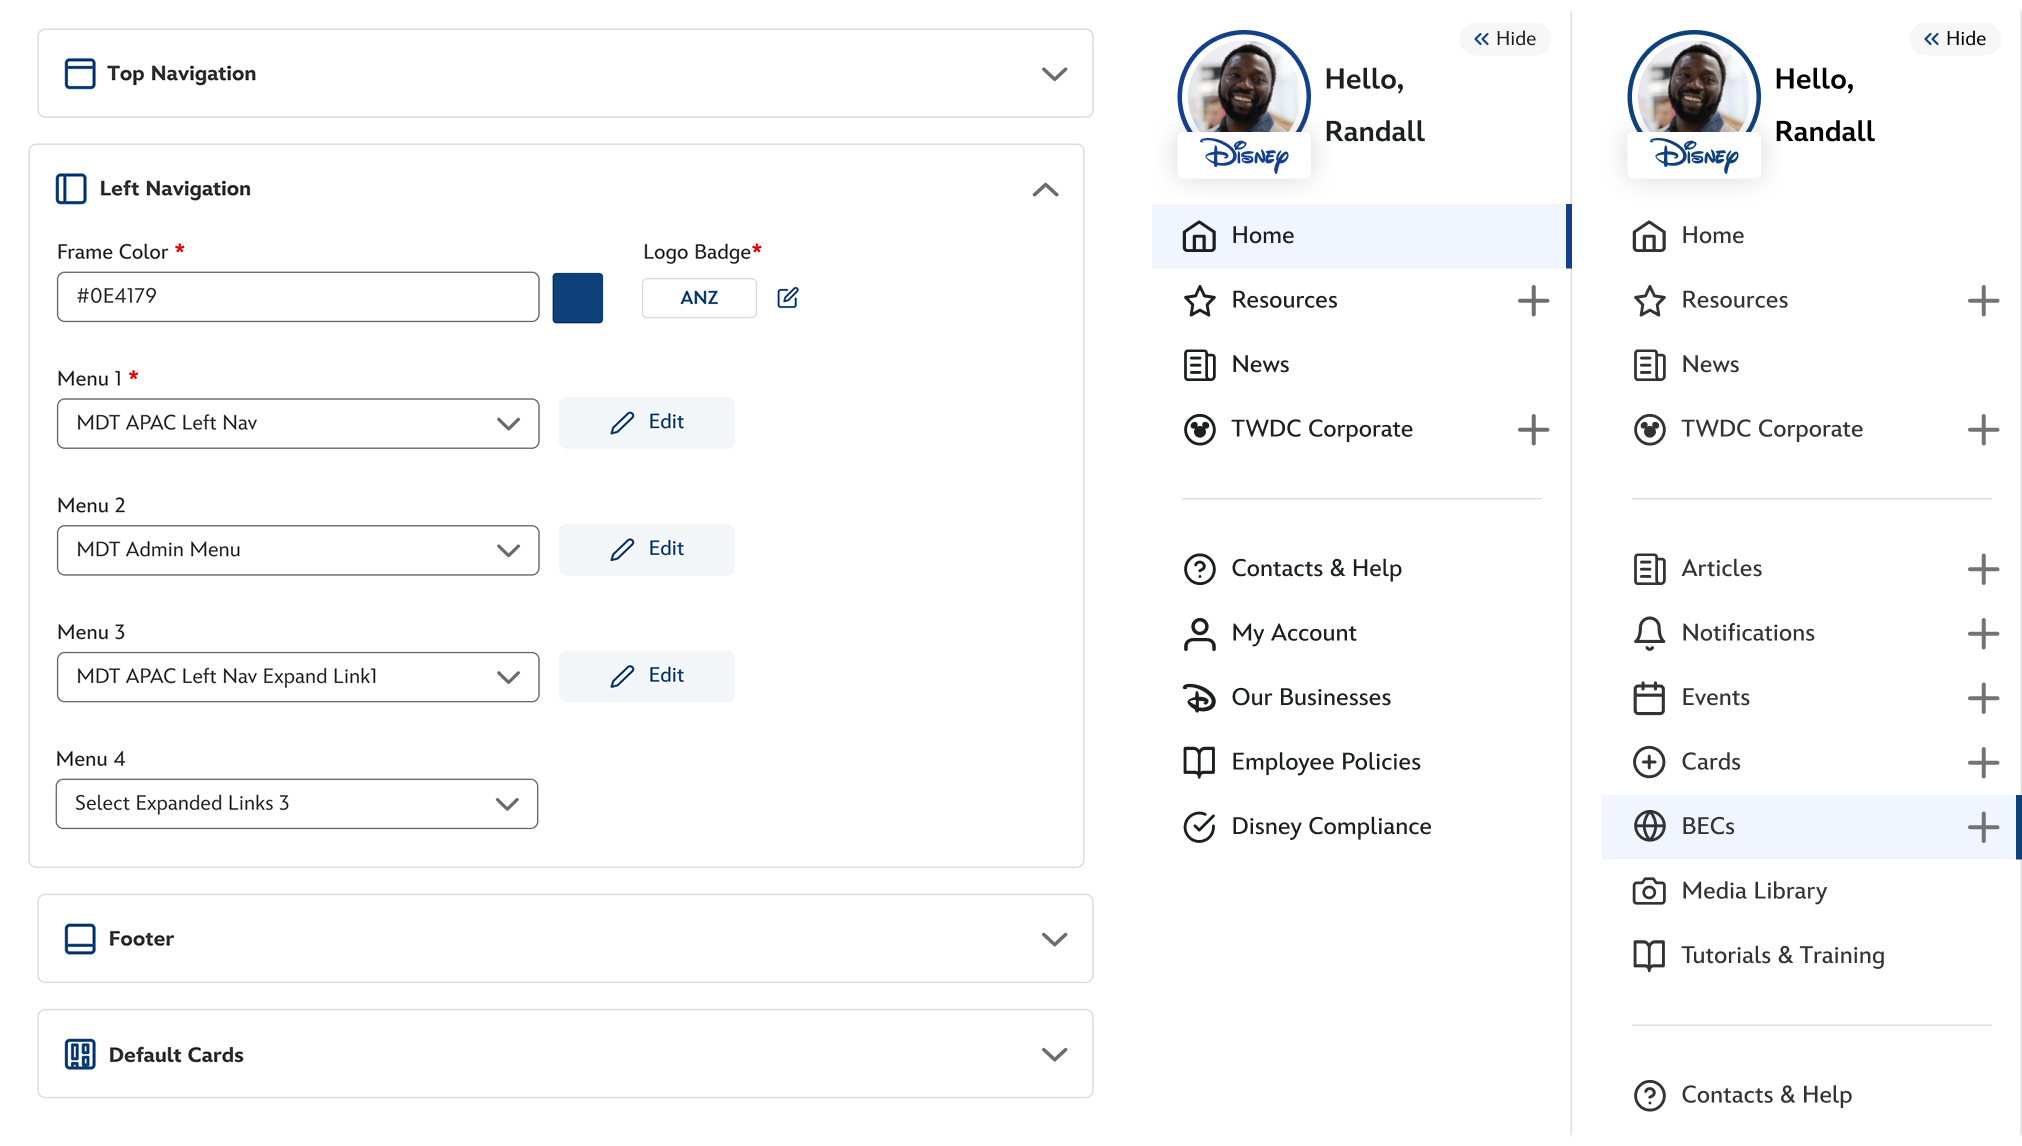 Top Navigation
Left Navigation
Frame Color *
Logo Badge*
#0E4179
ANZ
Menu 1 *
MDT APAC Left Nav
Edit
Menu 2
MDT Admin Menu
Edit
Menu 3
MDT APAC Left Nav Expand Link1
Edit
Menu 4
Select Expanded Links 3
Footer
Default Cards
Hide
Hello,
Randall
Disney
Home
Resources
News
TWDC Corporate
Contacts & Help
My Account
Our Businesses
Employee Policies
Disney Compliance
Hide
Hello,
Randall
Disney
Home
Resources
News
TWDC Corporate
Articles
Notifications
Events
Cards
BECs
Media Library
Tutorials & Training
Contacts & Help